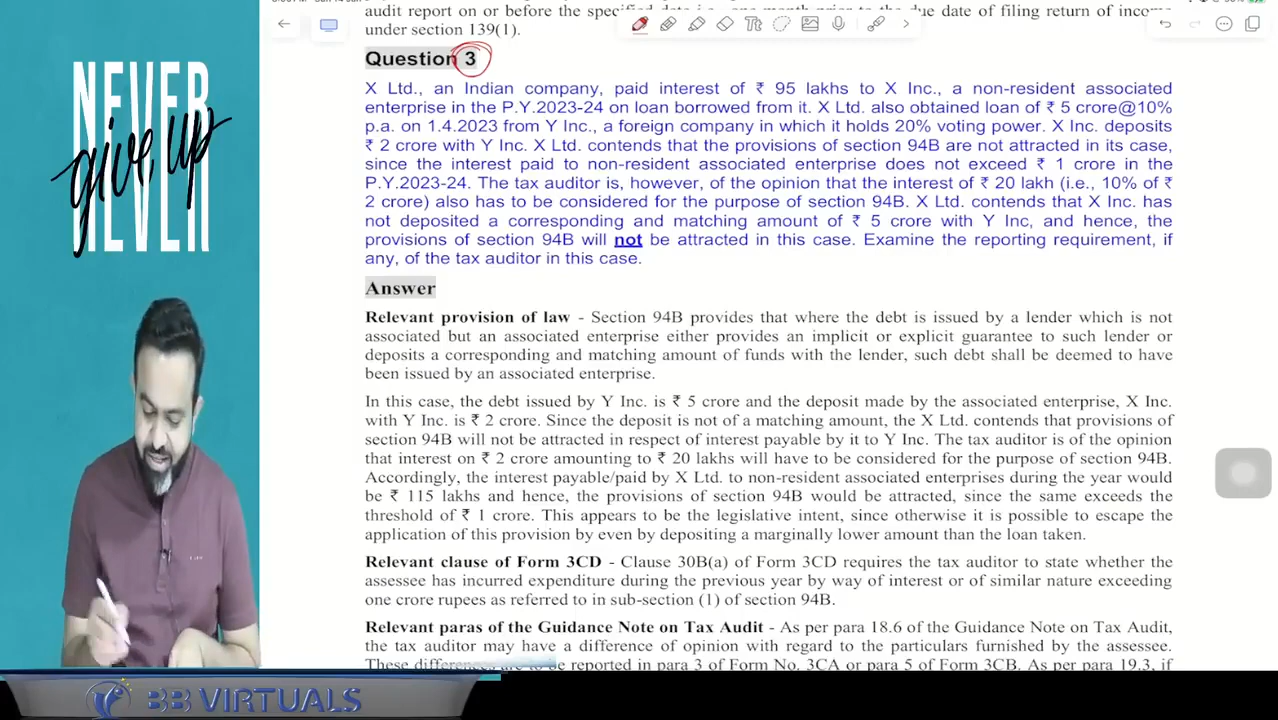 audit report on or before the specified date i.e., one month prior to the due date of filing return of income
under section 139(1).
Question 3
X Ltd., an Indian company, paid interest of ₹ 95 lakhs to X Inc., a non-resident associated
enterprise in the P.Y.2023-24 on loan borrowed from it. X Ltd. also obtained loan of ₹ 5 crore@10%
p.a. on 1.4.2023 from Y Inc., a foreign company in which it holds 20% voting power. X Inc. deposits
₹ 2 crore with Y Inc. X Ltd. contends that the provisions of section 94B are not attracted in its case,
since the interest paid to non-resident associated enterprise does not exceed ₹ 1 crore in the
P.Y.2023-24. The tax auditor is, however, of the opinion that the interest of ₹ 20 lakh (i.e., 10% of ₹
2 crore) also has to be considered for the purpose of section 94B. X Ltd. contends that X Inc. has
not deposited a corresponding and matching amount of ₹ 5 crore with Y Inc, and hence, the
provisions of section 94B will not be attracted in this case. Examine the reporting requirement, if
any, of the tax auditor in this case.
Answer
Relevant provision of law - Section 94B provides that where the debt is issued by a lender which is not
associated but an associated enterprise either provides an implicit or explicit guarantee to such lender or
deposits a corresponding and matching amount of funds with the lender, such debt shall be deemed to have
been issued by an associated enterprise.
In this case, the debt issued by Y Inc. is ₹ 5 crore and the deposit made by the associated enterprise, X Inc.
with Y Inc. is ₹ 2 crore. Since the deposit is not of a matching amount, the X Ltd. contends that provisions of
section 94B will not be attracted in respect of interest payable by it to Y Inc. The tax auditor is of the opinion
that interest on ₹ 2 crore amounting to ₹ 20 lakhs will have to be considered for the purpose of section 94B.
Accordingly, the interest payable/paid by X Ltd. to non-resident associated enterprises during the year would
be ₹ 115 lakhs and hence, the provisions of section 94B would be attracted, since the same exceeds the
threshold of ₹ 1 crore. This appears to be the legislative intent, since otherwise it is possible to escape the
application of this provision by even by depositing a marginally lower amount than the loan taken.
Relevant clause of Form 3CD - Clause 30B(a) of Form 3CD requires the tax auditor to state whether the
assessee has incurred expenditure during the previous year by way of interest or of similar nature exceeding
one crore rupees as referred to in sub-section (1) of section 94B.
Relevant paras of the Guidance Note on Tax Audit - As per para 18.6 of the Guidance Note on Tax Audit,
the tax auditor may have a difference of opinion with regard to the particulars furnished by the assessee.
These differences are to be reported in para 3 of Form No. 3CA or para 5 of Form 3CB. As per para 19.3, if
NEVER
give up
NEVER
BB VIRTUALS